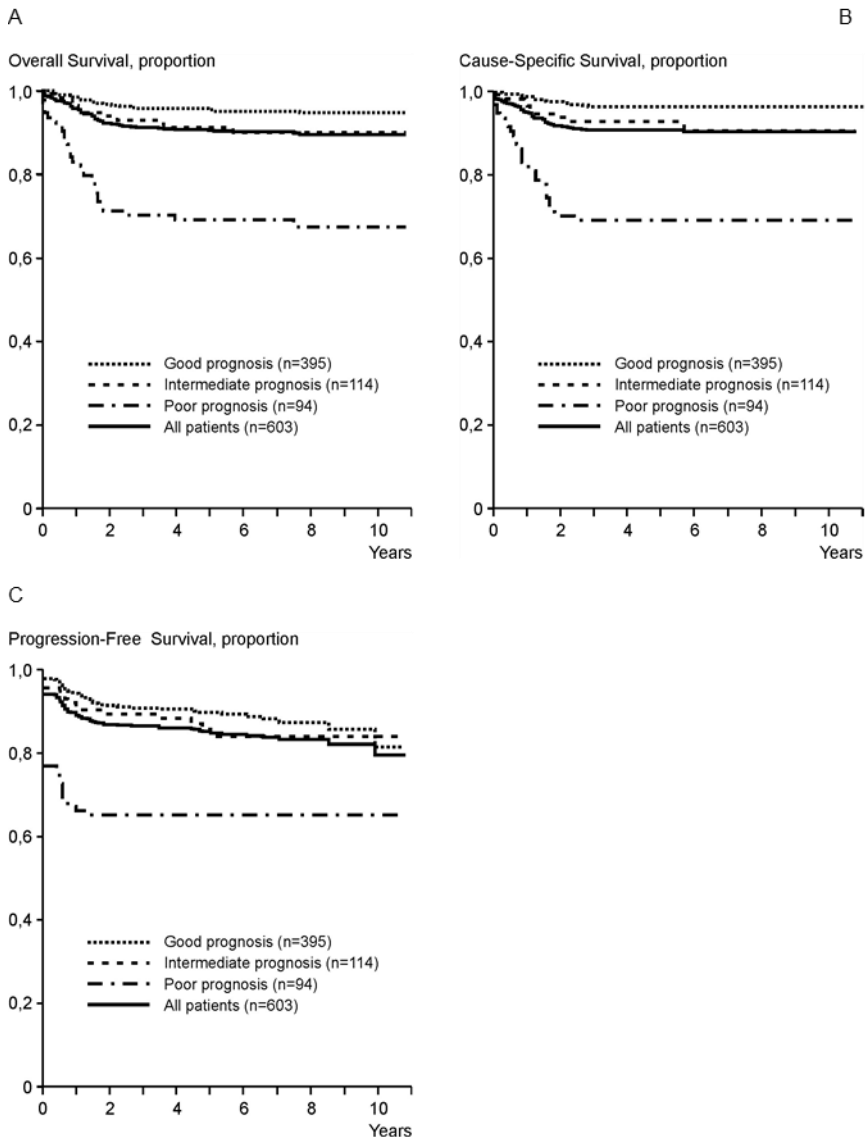 A
B
Overall Survival, proportion
1,0
0,8
0,6
0,4
0,2
0
Good prognosis (n=395)
Intermediate prognosis (n=114)
Poor prognosis (n=94)
All patients (n=603)
0 2 4 6 8 10
Years
Cause-Specific Survival, proportion
1,0
0,8
0,6
0,4
0,2
0
Good prognosis (n=395)
Intermediate prognosis (n=114)
Poor prognosis (n=94)
All patients (n=603)
0 2 4 6 8 10
Years
C
Progression-Free Survival, proportion
1,0
0,8
0,6
0,4
0,2
0
Good prognosis (n=395)
Intermediate prognosis (n=114)
Poor prognosis (n=94)
All patients (n=603)
0 2 4 6 8 10
Years